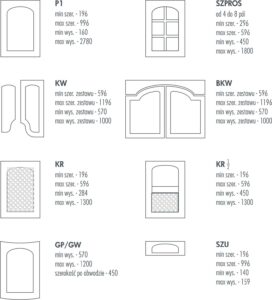 P1
min szer. - 196
max szer. - 996
min wys. - 160
max wys. - 2780
SZPROS
od 4 do 8 pól
min szer. - 296
max szer. - 596
min wys. - 450
max wys. - 1800
KW
min szer. zestawu - 596
max szer. zestawu - 1196
min wys. zestawu - 570
max wys. zestawu - 1000
BKW
min szer. zestawu - 596
max szer. zestawu - 1196
min wys. zestawu - 570
max wys. zestawu - 1000
KR
min szer. - 196
max szer. - 596
min wys. - 284
max wys. - 1300
KR ½
min szer. - 196
max szer. - 596
min wys. - 450
max wys. - 1300
GP/GW
min wys. - 570
max wys. - 1200
szerokość po obwodzie - 450
SZU
min szer. - 196
max szer. - 996
min wys. - 140
max wys. - 159